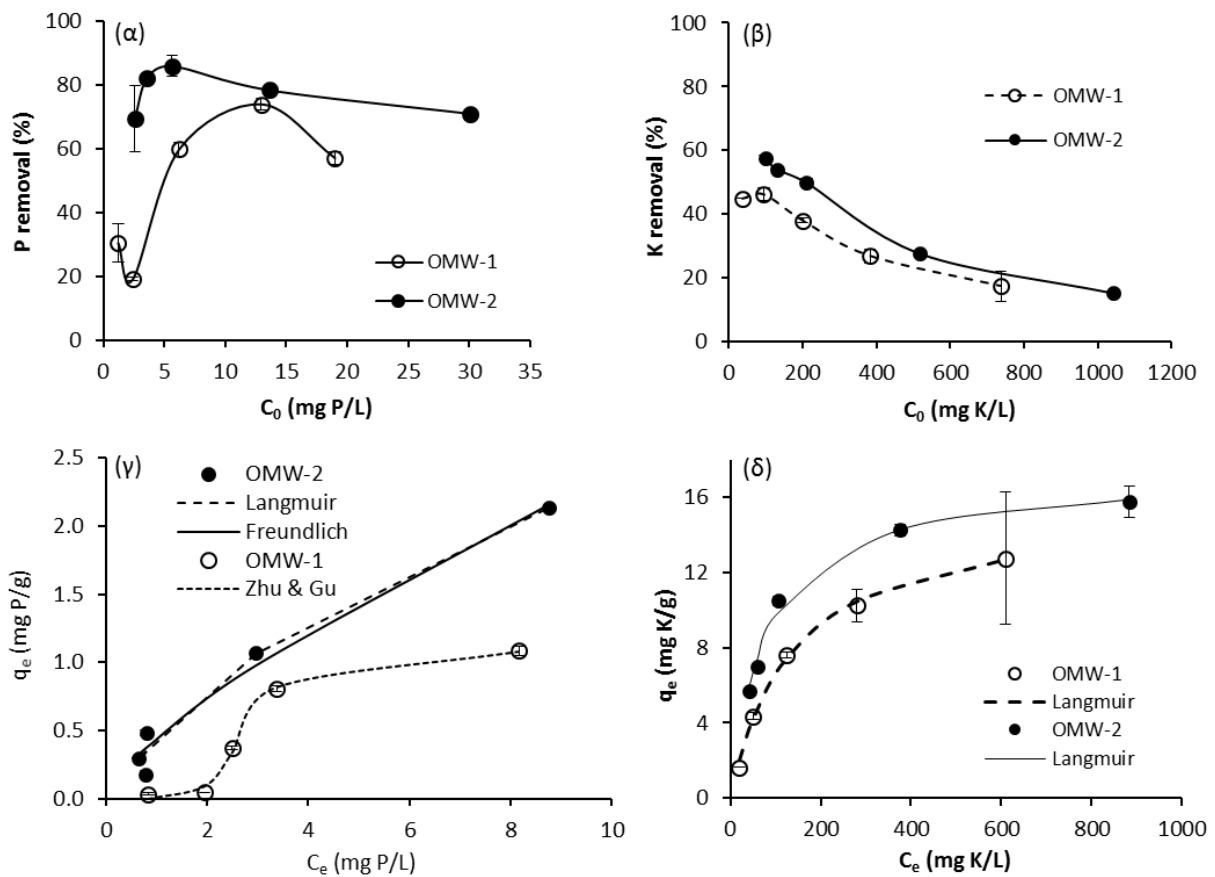 (α)
P removal (%)
100
80
60
40
20
0
OMW-1
OMW-2
0 5 10 15 20 25 30 35
C₀ (mg P/L)
(β)
K removal (%)
100
80
60
40
20
0
OMW-1
OMW-2
0 200 400 600 800 1000 1200
C₀ (mg K/L)
(γ)
qₑ (mg P/g)
2.5
2.0
1.5
1.0
0.5
0.0
OMW-2
Langmuir
Freundlich
OMW-1
Zhu & Gu
0 2 4 6 8 10
Cₑ (mg P/L)
(δ)
qₑ (mg K/g)
16
12
8
4
0
OMW-1
Langmuir
OMW-2
Langmuir
0 200 400 600 800 1000
Cₑ (mg K/L)